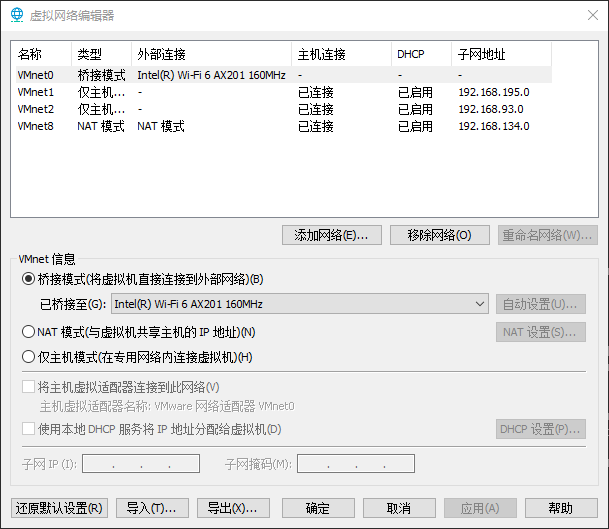 虚拟网络编辑器
名称 类型 外部连接 主机连接 DHCP 子网地址
VMnet0 桥接模式 Intel(R) Wi-Fi 6 AX201 160MHz - - -
VMnet1 仅主机... - 已连接 已启用 192.168.195.0
VMnet2 仅主机... - 已连接 已启用 192.168.93.0
VMnet8 NAT 模式 NAT 模式 已连接 已启用 192.168.134.0
添加网络(E)... 移除网络(O) 重命名网络(W)...
VMnet 信息
桥接模式(将虚拟机直接连接到外部网络)(B)
已桥接至(G): Intel(R) Wi-Fi 6 AX201 160MHz 自动设置(U)...
NAT 模式(与虚拟机共享主机的 IP 地址)(N) NAT 设置(S)...
仅主机模式(在专用网络内连接虚拟机)(H)
将主机虚拟适配器连接到此网络(V)
主机虚拟适配器名称: VMware 网络适配器 VMnet0
使用本地 DHCP 服务将 IP 地址分配给虚拟机(D) DHCP 设置(P)...
子网 IP (I): . . . 子网掩码(M): . . .
还原默认设置(R) 导入(T)... 导出(X)... 确定 取消 应用(A) 帮助